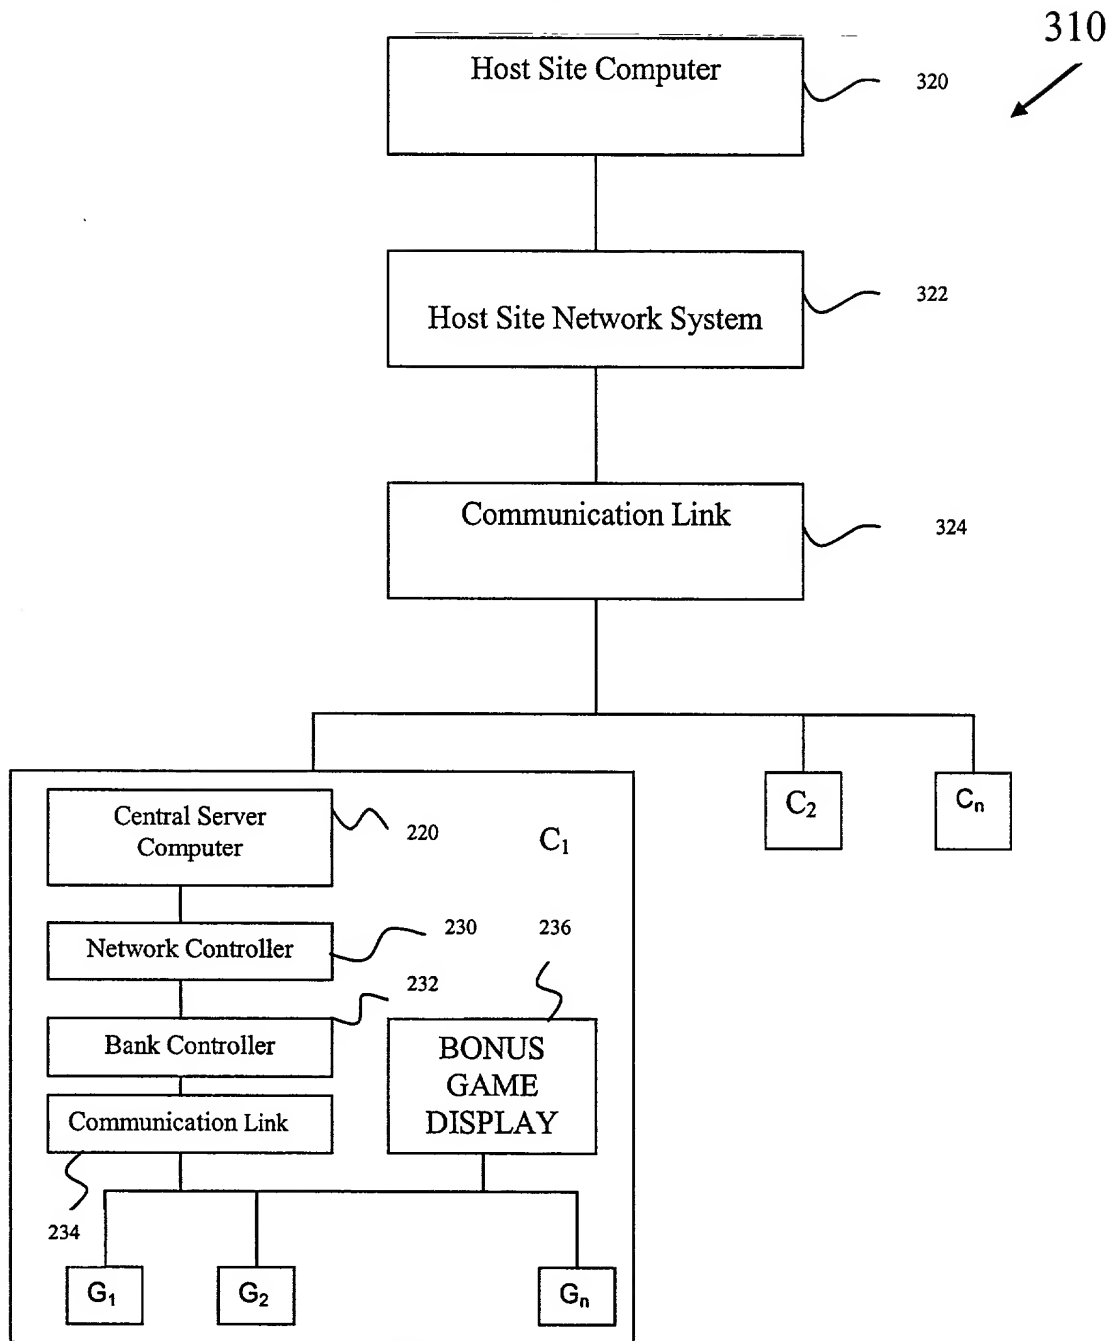 310
Host Site Computer
320
Host Site Network System
322
Communication Link
324
Central Server
Computer
220
C₁
C₂
Cₙ
Network Controller
230
236
232
Bank Controller
BONUS
GAME
DISPLAY
Communication Link
234
G₁
G₂
Gₙ